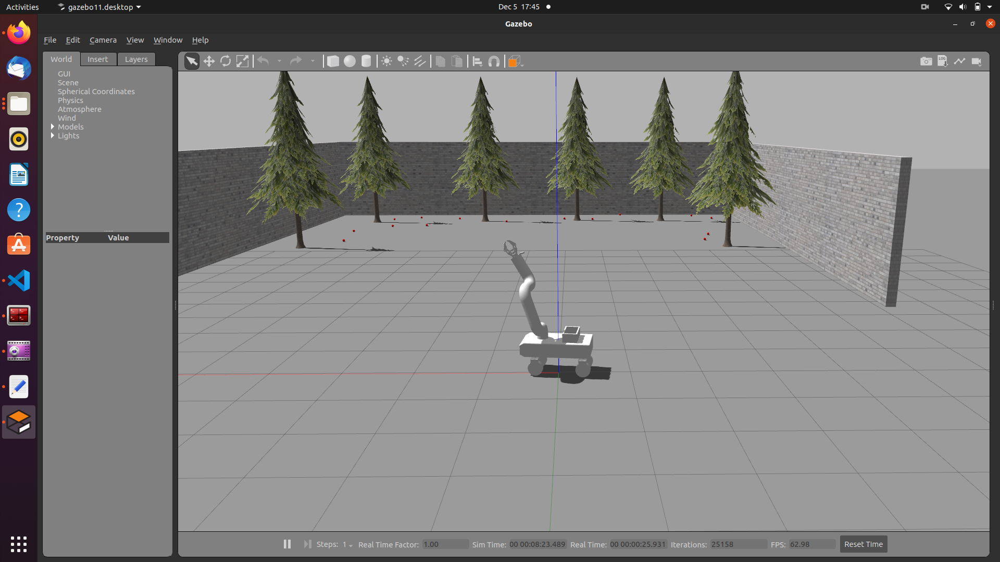 Activities gazebo11.desktop Dec 5 17:45
Gazebo
File Edit Camera View Window Help
World Insert Layers
GUI
Scene
Spherical Coordinates
Physics
Atmosphere
Wind
Models
Lights
Property Value
LOG
Steps: 1 Real Time Factor: 1.00 Sim Time: 00 00:08:23.489 Real Time: 00 00:00:25.931 Iterations: 25158 FPS: 62.98 Reset Time